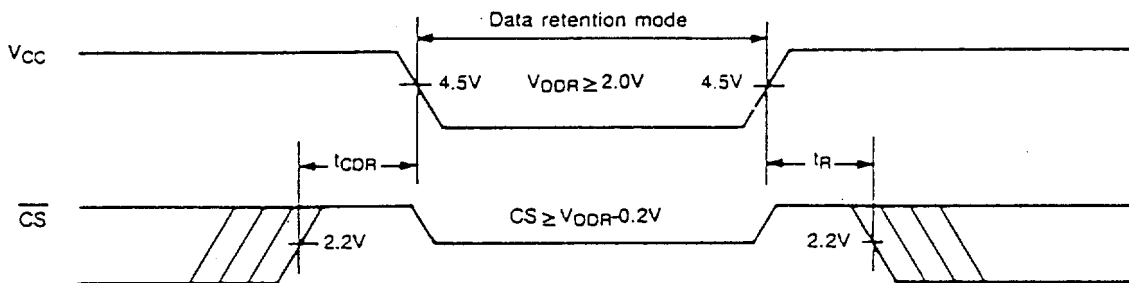 Data retention mode
VCC
4.5V
VDDR ≥ 2.0V
4.5V
tCDR
tR
CS
CS ≥ VDDR-0.2V
2.2V
2.2V